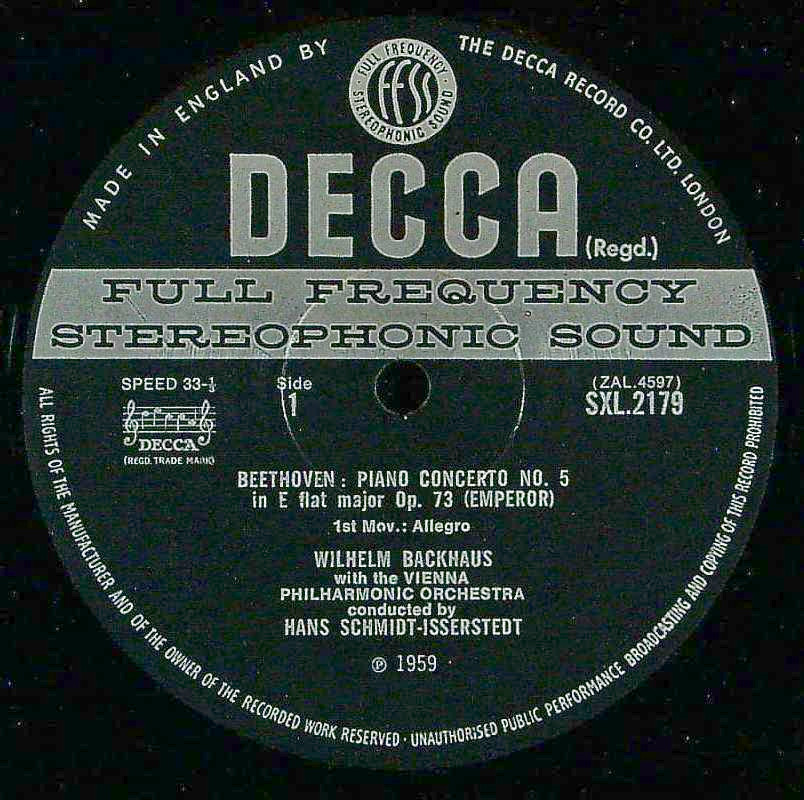 MADE IN ENGLAND BY THE DECCA RECORD CO. LTD. LONDON
FULL FREQUENCY
FFSS
STEREOPHONIC SOUND
DECCA
(Regd.)
FULL FREQUENCY
STEREOPHONIC SOUND
SPEED 33-⅓
Side
1
(ZAL.4597)
SXL.2179
DECCA
(REGD. TRADE MARK)
BEETHOVEN : PIANO CONCERTO NO. 5
in E flat major Op. 73 (EMPEROR)
1st Mov.: Allegro
WILHELM BACKHAUS
with the VIENNA
PHILHARMONIC ORCHESTRA
conducted by
HANS SCHMIDT-ISSERSTEDT
℗ 1959
ALL RIGHTS OF THE MANUFACTURER AND OF THE OWNER OF THE RECORDED WORK RESERVED · UNAUTHORISED PUBLIC PERFORMANCE BROADCASTING AND COPYING OF THIS RECORD PROHIBITED